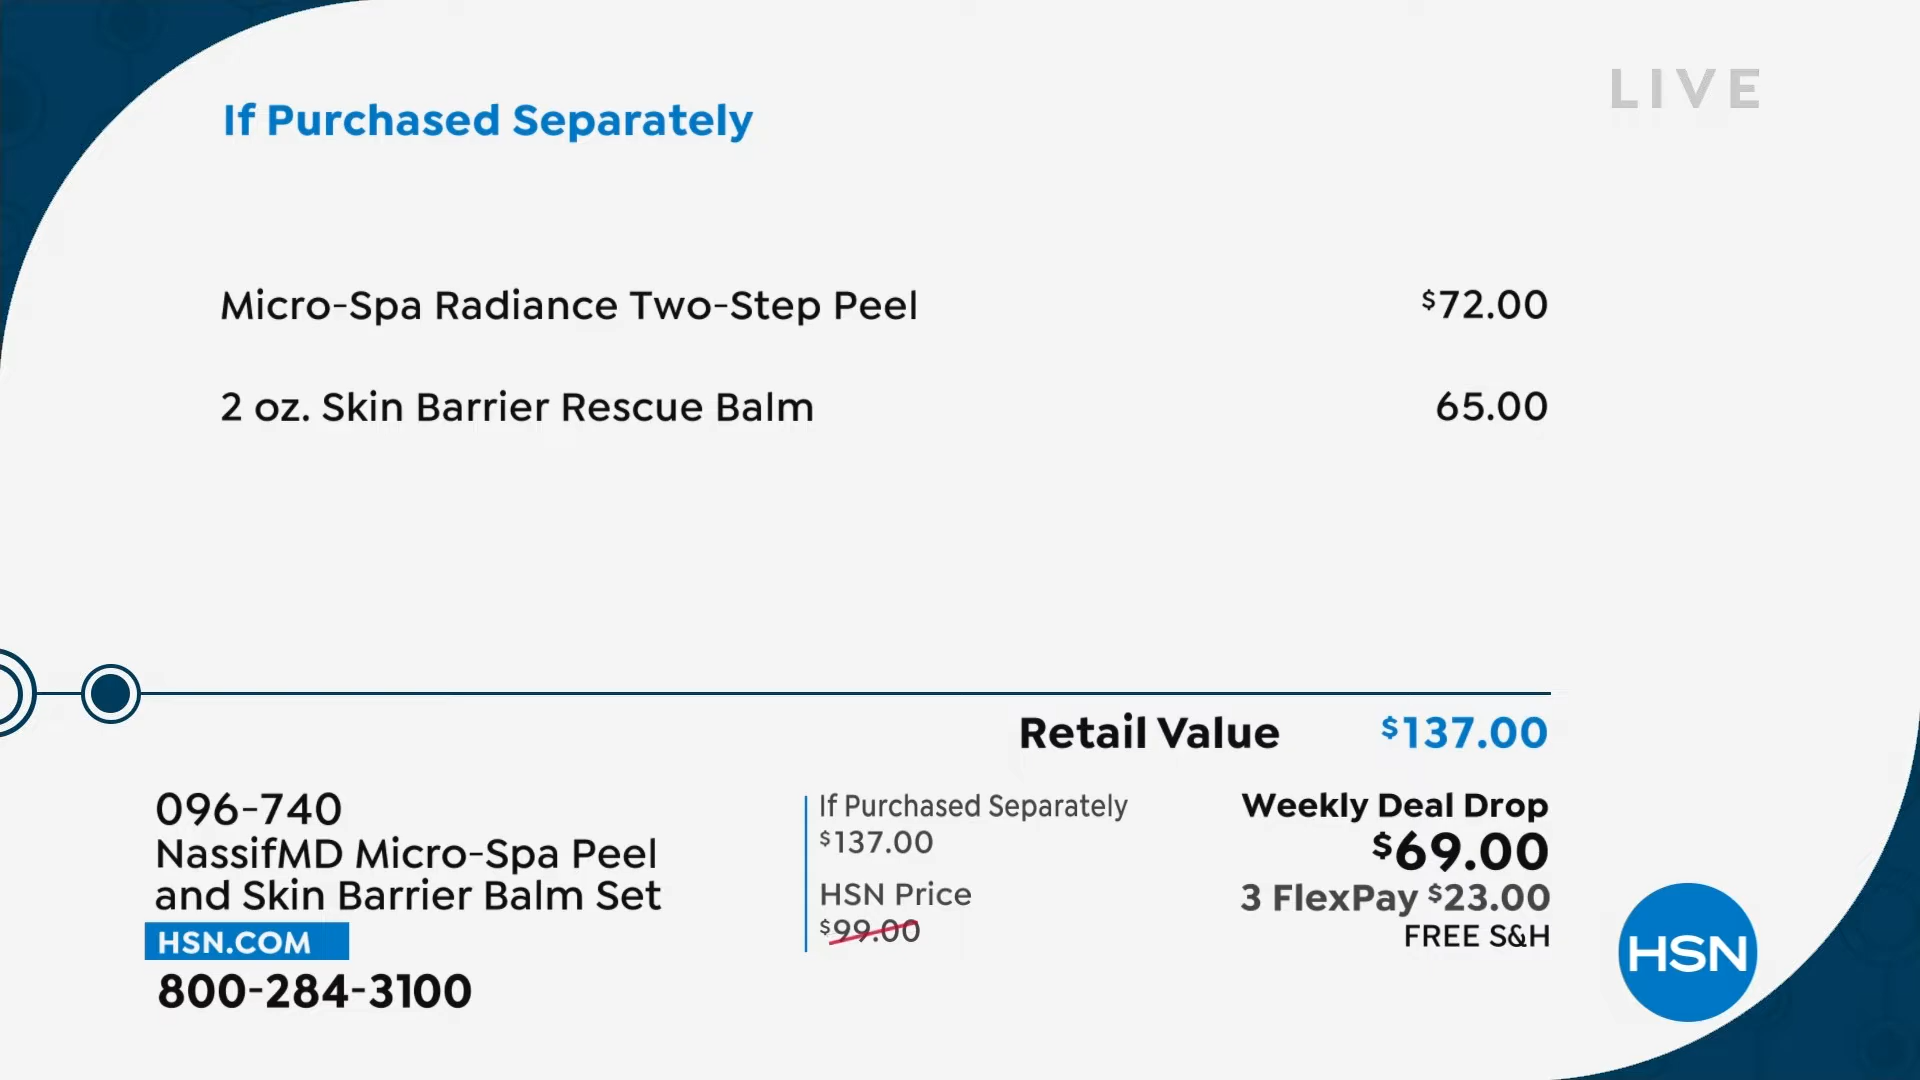 LIVE
If Purchased Separately
Micro-Spa Radiance Two-Step Peel $72.00
2 oz. Skin Barrier Rescue Balm 65.00
Retail Value $137.00
096-740
NassifMD Micro-Spa Peel
and Skin Barrier Balm Set
HSN.COM
800-284-3100
If Purchased Separately
$137.00
HSN Price
$99.00
Weekly Deal Drop
$69.00
3 FlexPay $23.00
FREE S&H
HSN